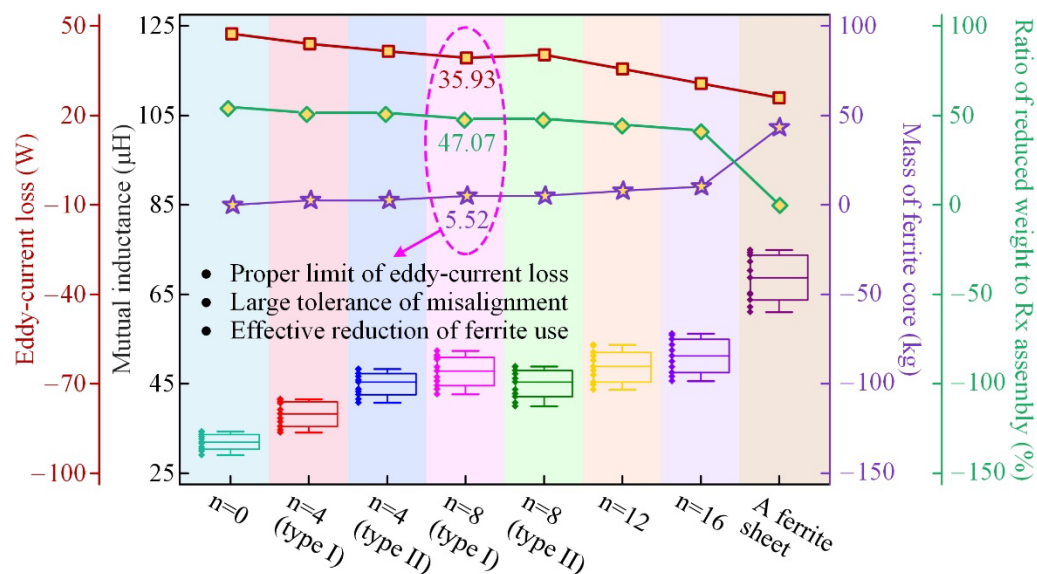 Eddy-current loss (W)
50
20
−10
−40
−70
−100
Mutual inductance (μH)
125
105
85
65
45
25
35.93
47.07
5.52
● Proper limit of eddy-current loss
● Large tolerance of misalignment
● Effective reduction of ferrite use
n=0
n=4
(type I)
n=4
(type II)
n=8
(type I)
n=8
(type II)
n=12
n=16
A ferrite
sheet
100
50
0
−50
−100
−150
Mass of ferrite core (kg)
100
50
0
−50
−100
−150
Ratio of reduced
weight to Rx assembly (%)